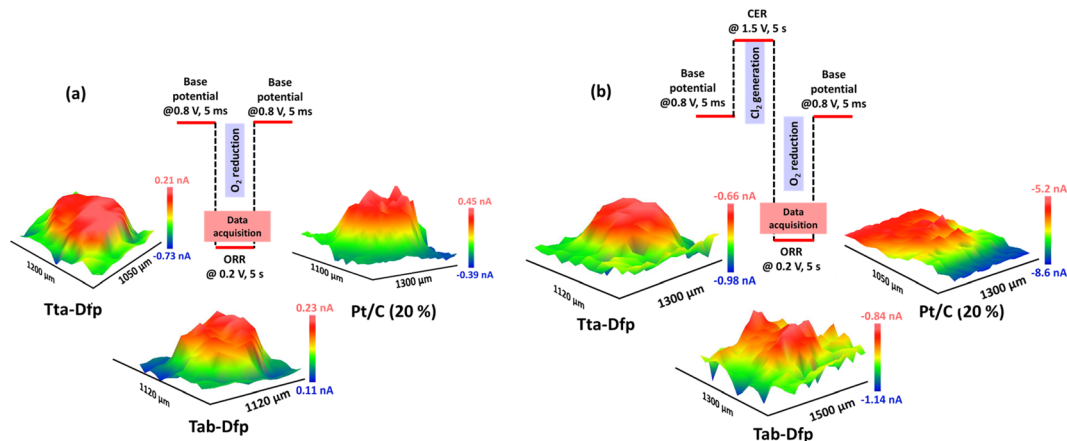 (a)
Base
potential
@0.8 V, 5 ms
Base
potential
@0.8 V, 5 ms
O2 reduction
Data
acquisition
ORR
@ 0.2 V, 5 s
0.21 nA
-0.73 nA
1200 µm
1050 µm
Tta-Dfp
0.45 nA
-0.39 nA
1100 µm
1300 µm
Pt/C (20 %)
0.23 nA
0.11 nA
1120 µm
1120 µm
Tab-Dfp
(b)
CER
@ 1.5 V, 5 s
Base
potential
@0.8 V, 5 ms
Cl2 generation
Base
potential
@0.8 V, 5 ms
O2 reduction
Data
acquisition
ORR
@ 0.2 V, 5 s
-0.66 nA
-0.98 nA
1120 µm
1300 µm
Tta-Dfp
-5.2 nA
-8.6 nA
1050 µm
1300 µm
Pt/C (20 %)
-0.84 nA
-1.14 nA
1300 µm
1500 µm
Tab-Dfp